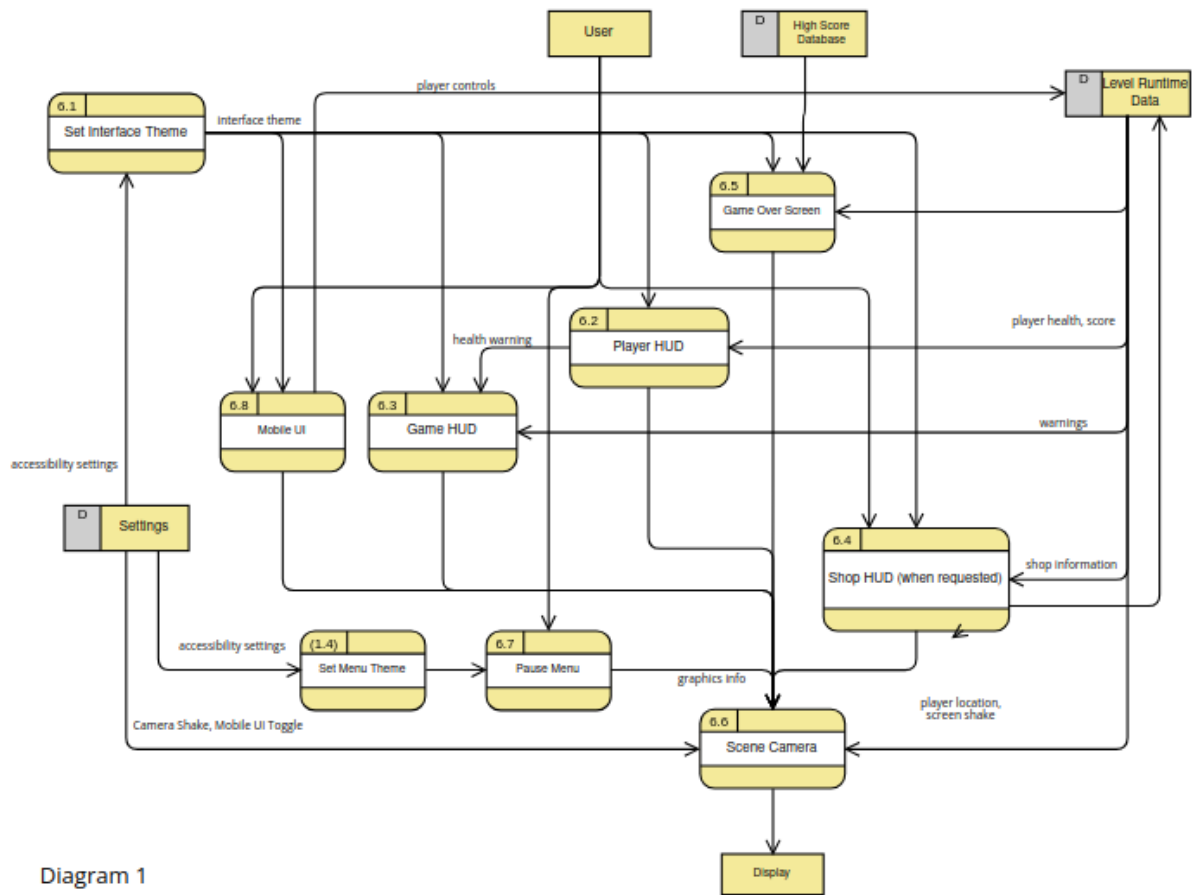 User
D
High Score
Database
D
Level Runtime
Data
player controls
6.1
Set Interface Theme
interface theme
6.5
Game Over Screen
6.2
Player HUD
player health, score
health warning
6.8
Mobile UI
6.3
Game HUD
warnings
accessibility settings
D
Settings
6.4
Shop HUD (when requested)
shop information
accessibility settings
(1.4)
Set Menu Theme
6.7
Pause Menu
graphics info
Camera Shake, Mobile UI Toggle
player location,
screen shake
6.6
Scene Camera
Display
Diagram 1